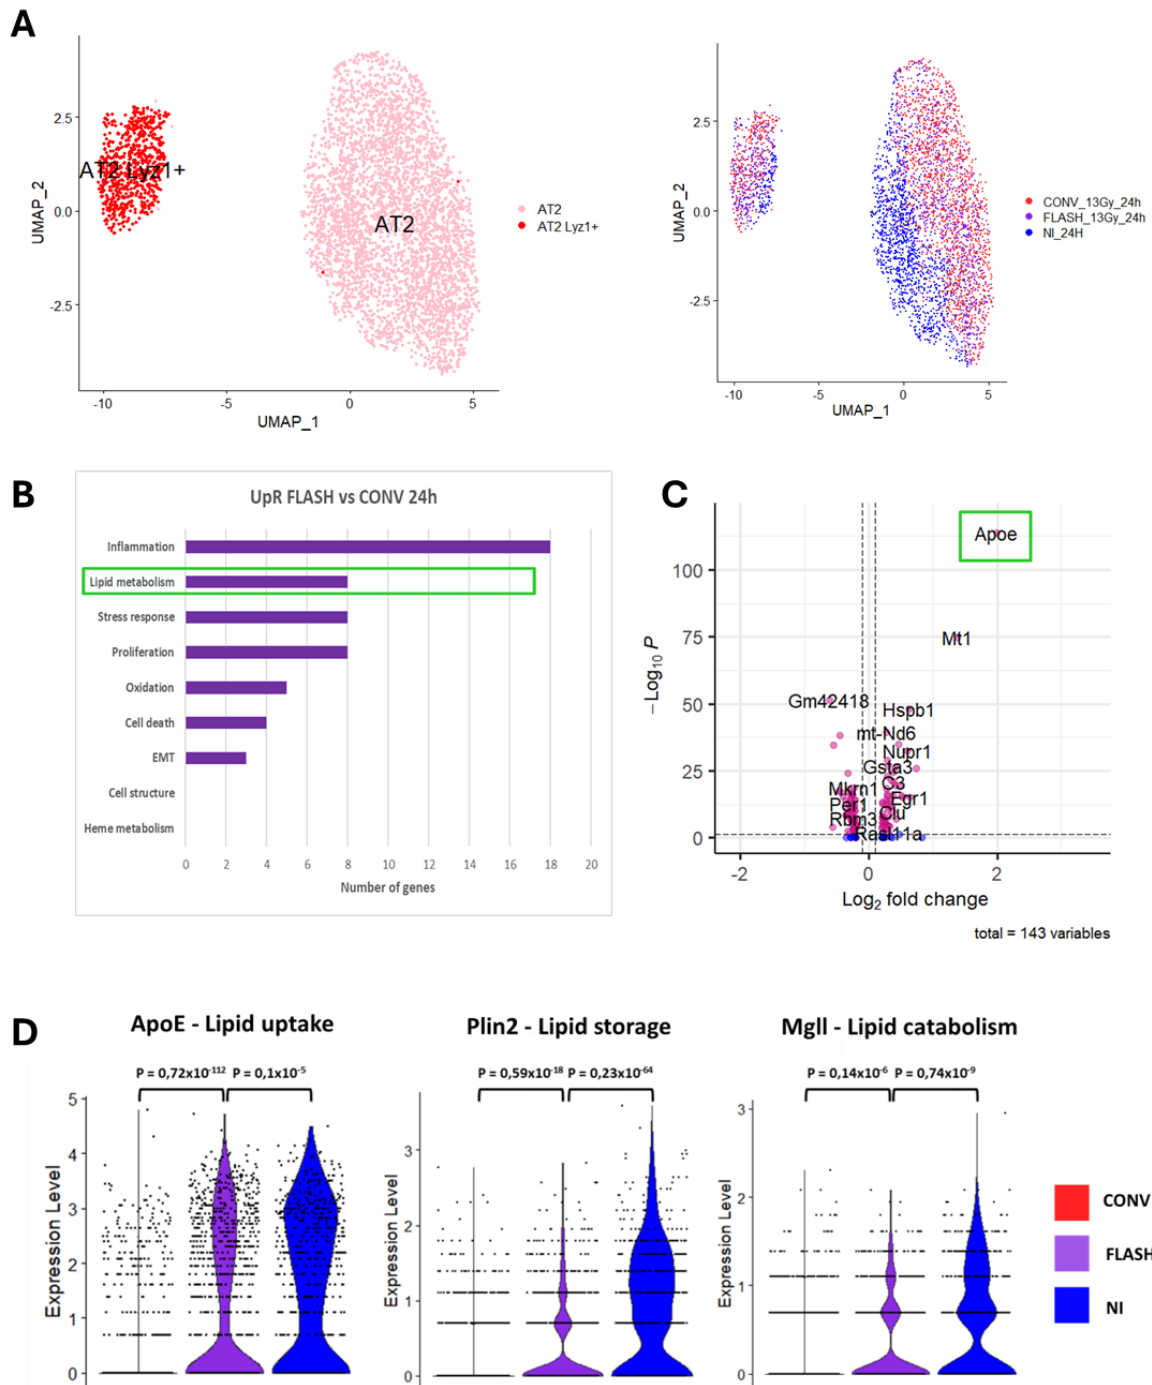 A
2.5
0.0
-2.5
UMAP_2
-10
-5
0
5
UMAP_1
AT2 Lyz1+
AT2
AT2
AT2 Lyz1+
2.5
0.0
-2.5
UMAP_2
-10
-5
0
5
UMAP_1
CONV_13Gy_24h
FLASH_13Gy_24h
NI_24H
B
UpR FLASH vs CONV 24h
Inflammation
Lipid metabolism
Stress response
Proliferation
Oxidation
Cell death
EMT
Cell structure
Heme metabolism
0 2 4 6 8 10 12 14 16 18 20
Number of genes
C
Apoe
Mt1
Gm42418
Hspb1
mt-Nd6
Nupr1
Gsta3
C3
Mkrn1
Egr1
Per1
Clu
Rbm3
Rasl11a
100
75
50
25
0
−Log10 P
-2
0
2
Log2 fold change
total = 143 variables
D
ApoE - Lipid uptake
P = 0,72x10-112 P = 0,1x10-5
5
4
3
2
1
0
Expression Level
Plin2 - Lipid storage
P = 0,59x10-18 P = 0,23x10-64
3
2
1
0
Expression Level
Mgll - Lipid catabolism
P = 0,14x10-6 P = 0,74x10-9
3
2
1
0
Expression Level
CONV
FLASH
NI